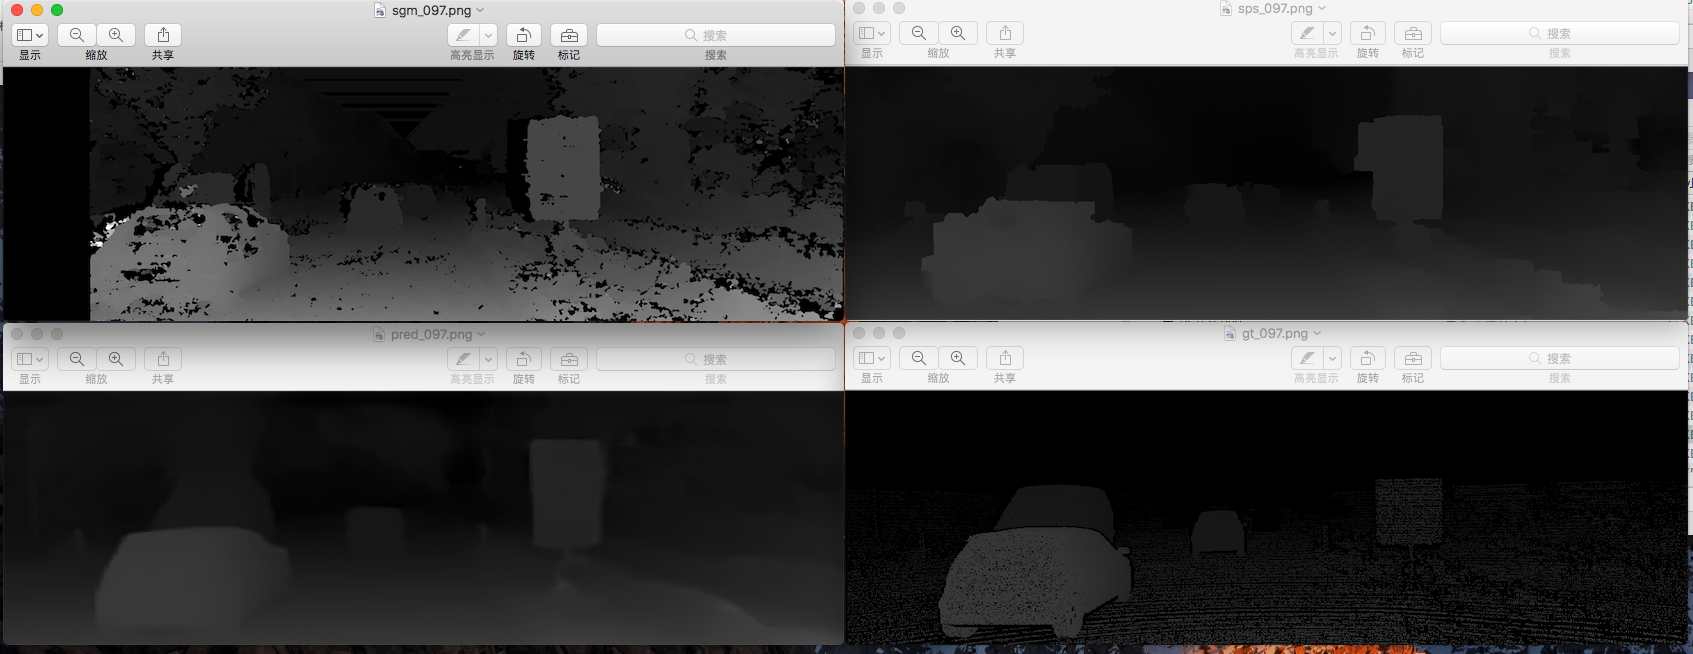 sgm_097.png
显示 缩放 共享 高亮显示 旋转 标记 搜索
搜索
sps_097.png
显示 缩放 共享 高亮显示 旋转 标记 搜索
搜索
pred_097.png
显示 缩放 共享 高亮显示 旋转 标记 搜索
搜索
gt_097.png
显示 缩放 共享 高亮显示 旋转 标记 搜索
搜索